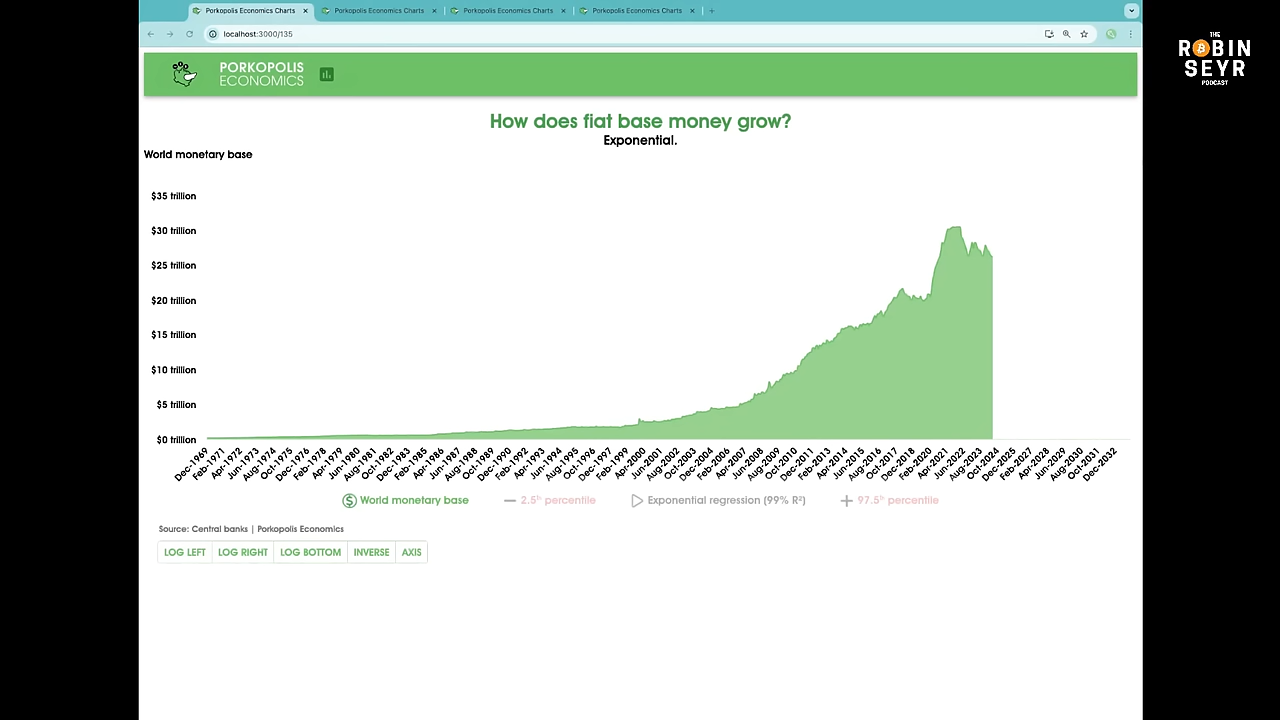 Porkopolis Economics Charts
Porkopolis Economics Charts
Porkopolis Economics Charts
Porkopolis Economics Charts
localhost:3000/135
THE
ROBIN
SEYR
PODCAST
PORKOPOLIS
ECONOMICS
How does fiat base money grow?
Exponential.
World monetary base
$35 trillion
$30 trillion
$25 trillion
$20 trillion
$15 trillion
$10 trillion
$5 trillion
$0 trillion
Dec-1969 Feb-1971 Apr-1972 Jun-1973 Aug-1974 Oct-1975 Dec-1976 Feb-1978 Apr-1979 Jun-1980 Aug-1981 Oct-1982 Dec-1983 Feb-1985 Apr-1986 Jun-1987 Aug-1988 Oct-1989 Dec-1990 Feb-1992 Apr-1993 Jun-1994 Aug-1995 Oct-1996 Dec-1997 Feb-1999 Apr-2000 Jun-2001 Aug-2002 Oct-2003 Dec-2004 Feb-2006 Apr-2007 Jun-2008 Aug-2009 Oct-2010 Dec-2011 Feb-2013 Apr-2014 Jun-2015 Aug-2016 Oct-2017 Dec-2018 Feb-2020 Apr-2021 Jun-2022 Aug-2023 Oct-2024 Dec-2025 Feb-2027 Apr-2028 Jun-2029 Aug-2030 Oct-2031 Dec-2032
$ World monetary base
2.5ᵗʰ percentile
Exponential regression (99% R²)
97.5ᵗʰ percentile
Source: Central banks | Porkopolis Economics
LOG LEFT LOG RIGHT LOG BOTTOM INVERSE AXIS